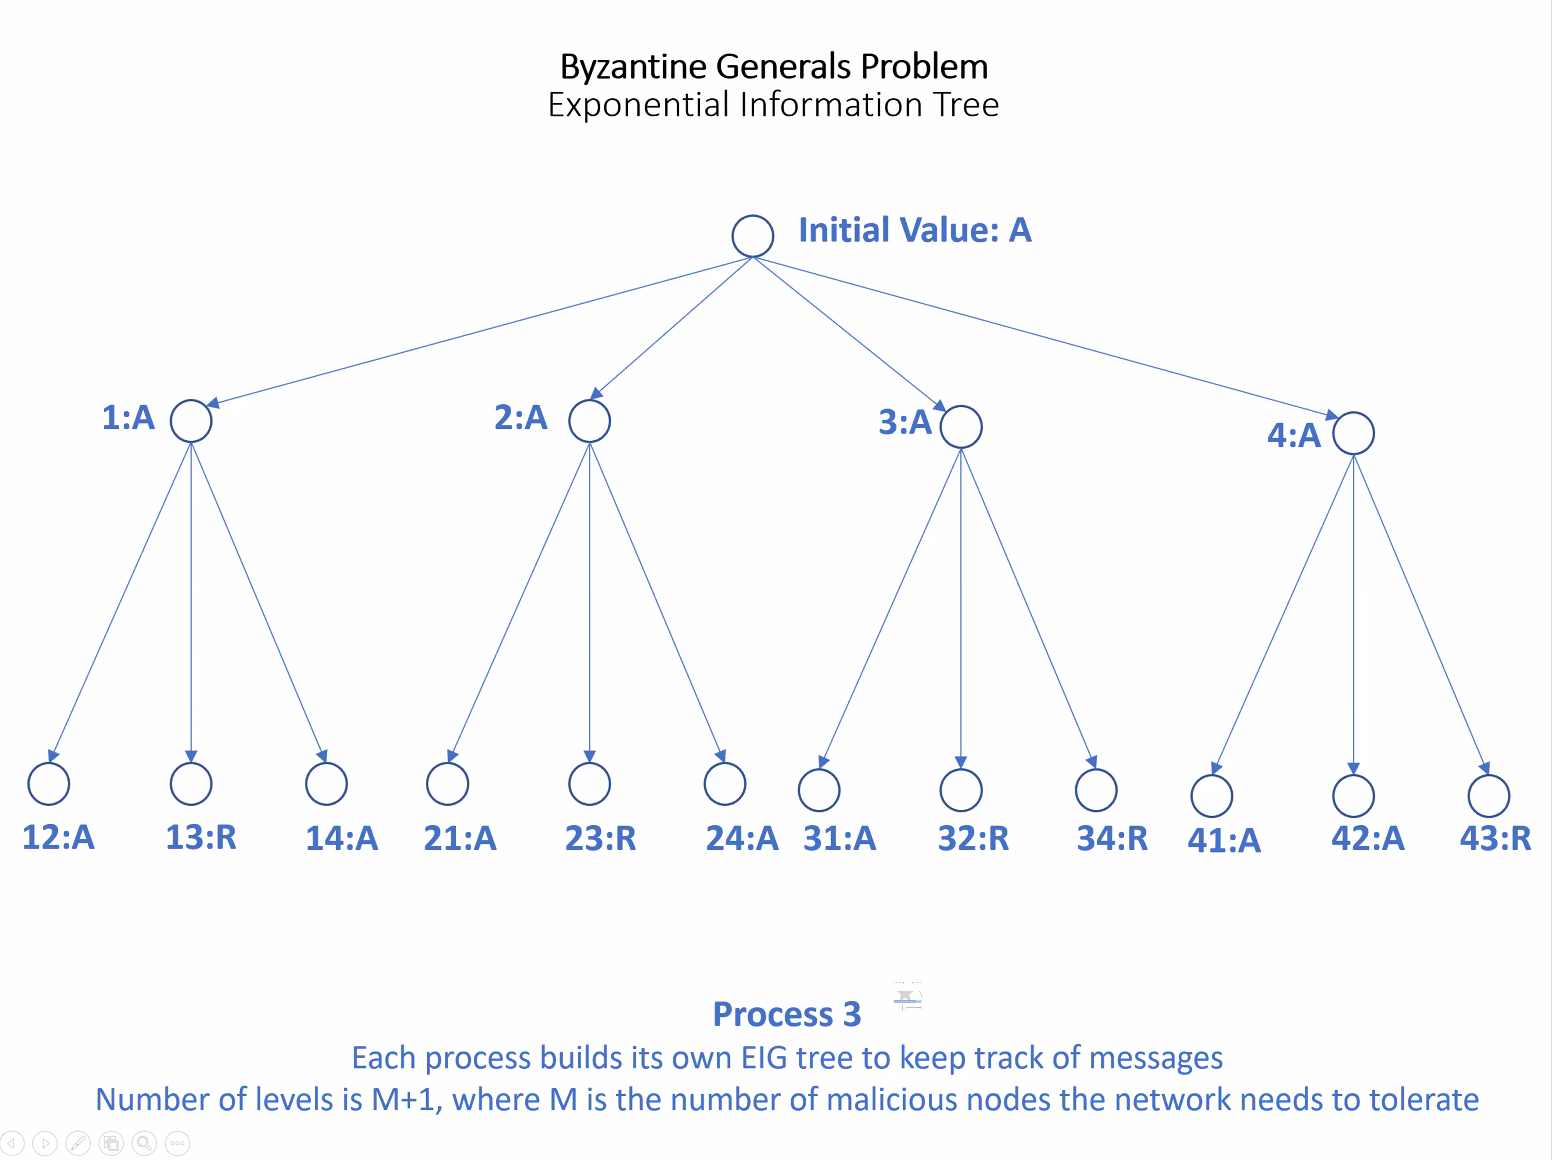 Byzantine Generals Problem
Exponential Information Tree
Initial Value: A
1:A
2:A
3:A
4:A
12:A
13:R
14:A
21:A
23:R
24:A
31:A
32:R
34:R
41:A
42:A
43:R
Process 3
Each process builds its own EIG tree to keep track of messages
Number of levels is M+1, where M is the number of malicious nodes the network needs to tolerate